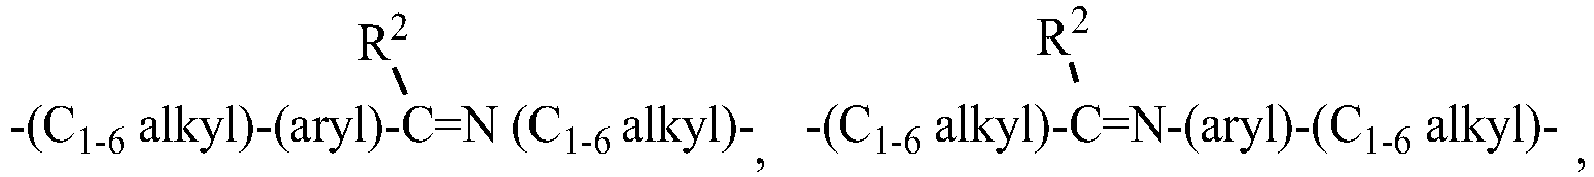 R² R²
-(C₁₋₆ alkyl)-(aryl)-C=N (C₁₋₆ alkyl)-, -(C₁₋₆ alkyl)-C=N-(aryl)-(C₁₋₆ alkyl)- ,